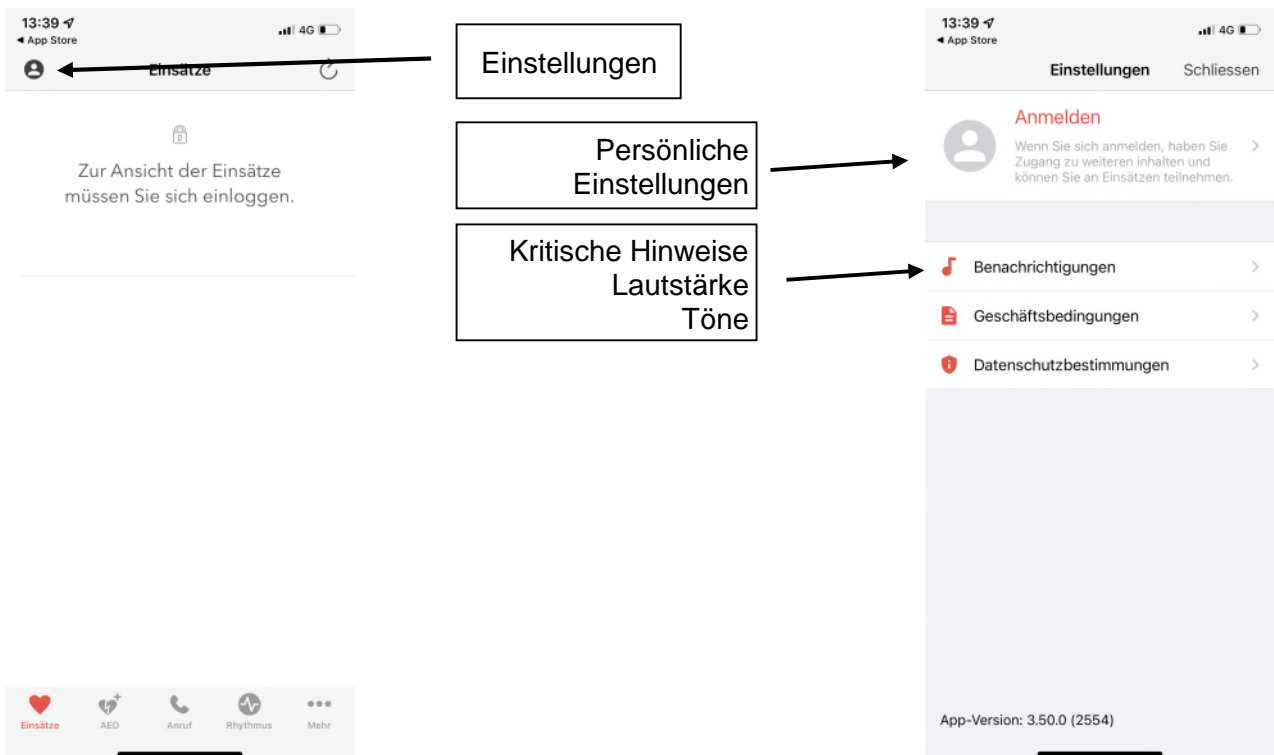 13:39
◀ App Store
4G
Einsätze
Zur Ansicht der Einsätze
müssen Sie sich einloggen.
Einsätze
AED
Anruf
Rhythmus
Mehr
Einstellungen
Persönliche
Einstellungen
Kritische Hinweise
Lautstärke
Töne
13:39
◀ App Store
4G
Einstellungen
Schliessen
Anmelden
Wenn Sie sich anmelden, haben Sie
Zugang zu weiteren inhalten und
können Sie an Einsätzen teilnehmen.
Benachrichtigungen
Geschäftsbedingungen
Datenschutzbestimmungen
App-Version: 3.50.0 (2554)